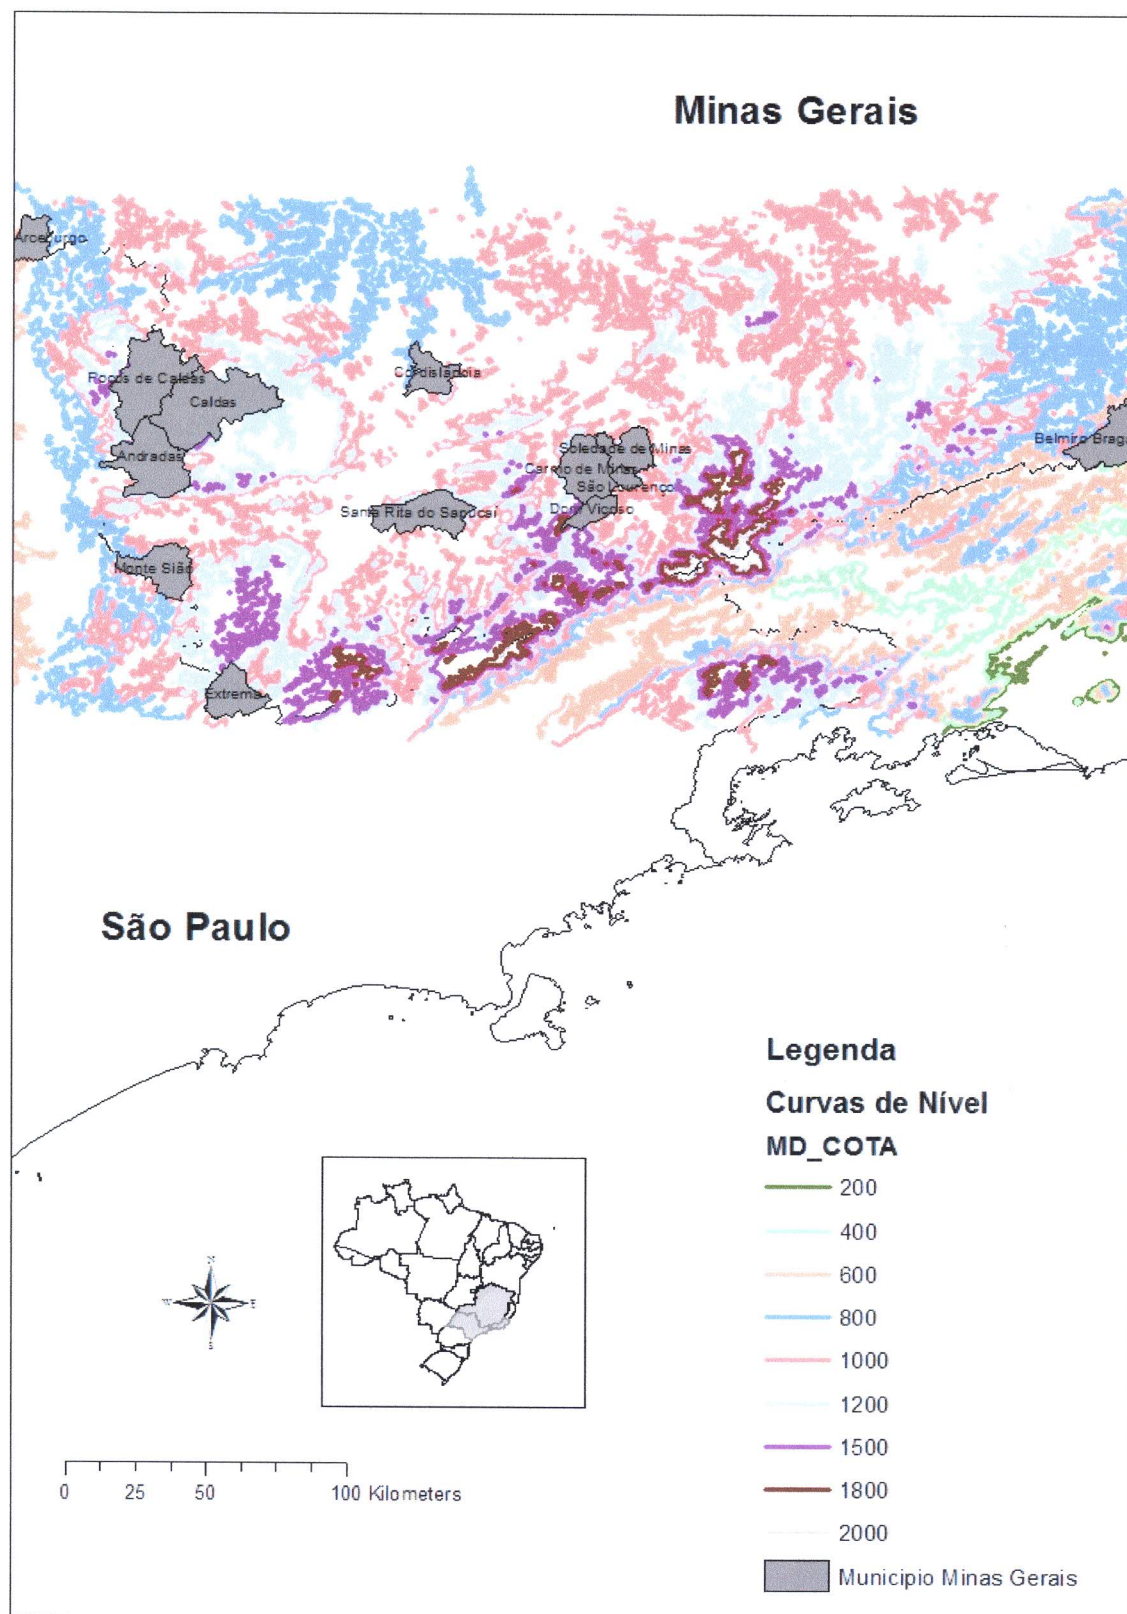 Minas Gerais
Arceburgo
Poços de Caldas
Cordislandia
Caldas
Soledade de Minas
Belmiro Braga
Andradas
Carmo de Minas
São Lourenço
Santa Rita do Sapucaí
Dom Viçoso
Monte Sião
Extrema
São Paulo
Legenda
Curvas de Nível
MD_COTA
200
400
600
800
1000
1200
1500
1800
2000
Municipio Minas Gerais
N
W E
S
0 25 50 100 Kilometers